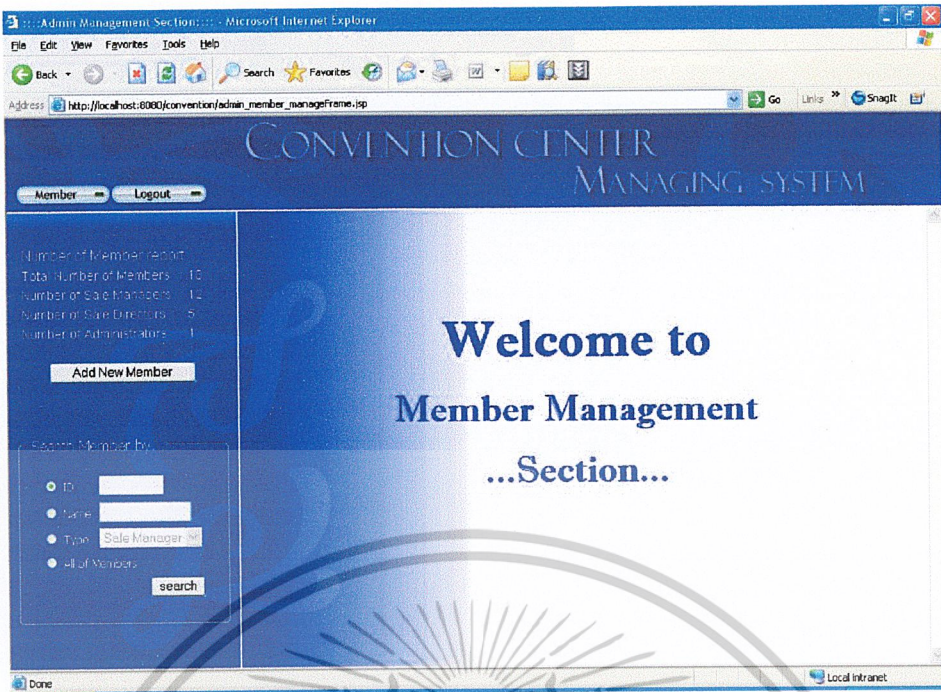 ::::Admin Management Section:::: - Microsoft Internet Explorer
File Edit View Favorites Tools Help
Back Search Favorites
Address http://localhost:8080/convention/admin_member_manageFrame.jsp Go Links » SnagIt
CONVENTION CENTER
MANAGING SYSTEM
Member Logout
Number of Member report
Total Number of Members
Number of Sale Managers 12
Number of Sale Directors 5
Number of Administrators 1
Add New Member
Search Member by
ID
Name
Type Sale Manager
All of Members
search
Welcome to
Member Management
...Section...
Done Local intranet